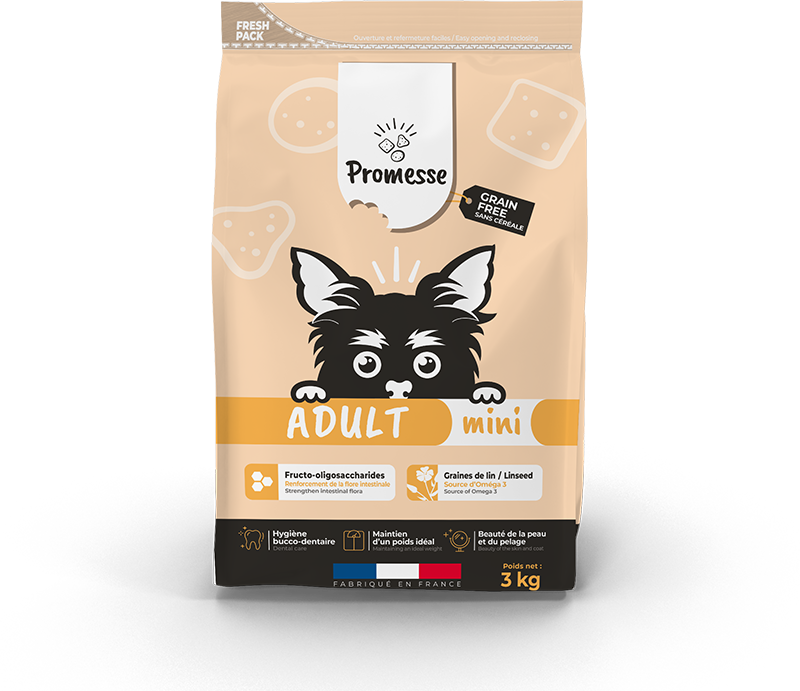 FRESH
PACK
Ouverture et refermeture faciles / Easy opening and reclosing
Promesse
GRAIN
FREE
SANS CÉRÉALE
ADULT mini
Fructo-oligosaccharides
Renforcement de la flore intestinale
Strengthen intestinal flora
Graines de lin / Linseed
Source d'Oméga 3
Source of Omega 3
Hygiène
bucco-dentaire
Dental care
Maintien
d'un poids idéal
Maintaining an ideal weight
Beauté de la peau
et du pelage
Beauty of the skin and coat
Poids net :
3 kg
FABRIQUÉ EN FRANCE